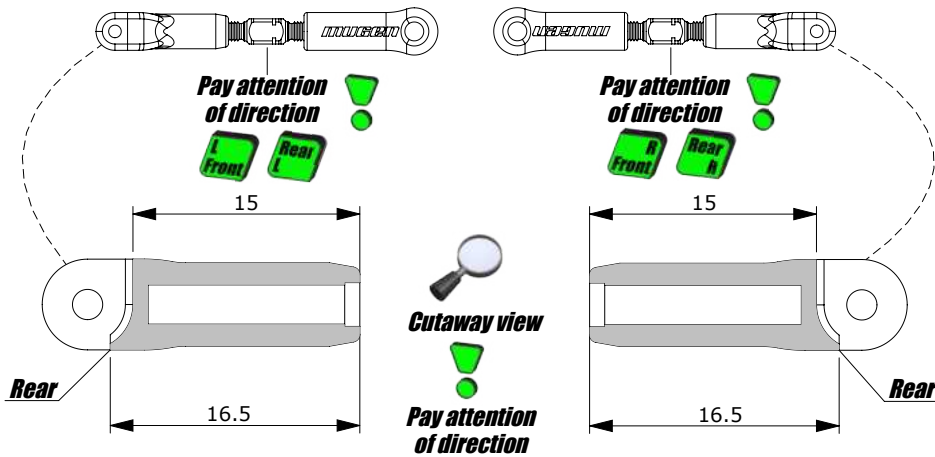 mugen
mugen
Pay attention
of direction
Pay attention
of direction
L
Front
Rear
L
R
Front
Rear
R
15
15
Cutaway view
Rear
Rear
Pay attention
of direction
16.5
16.5